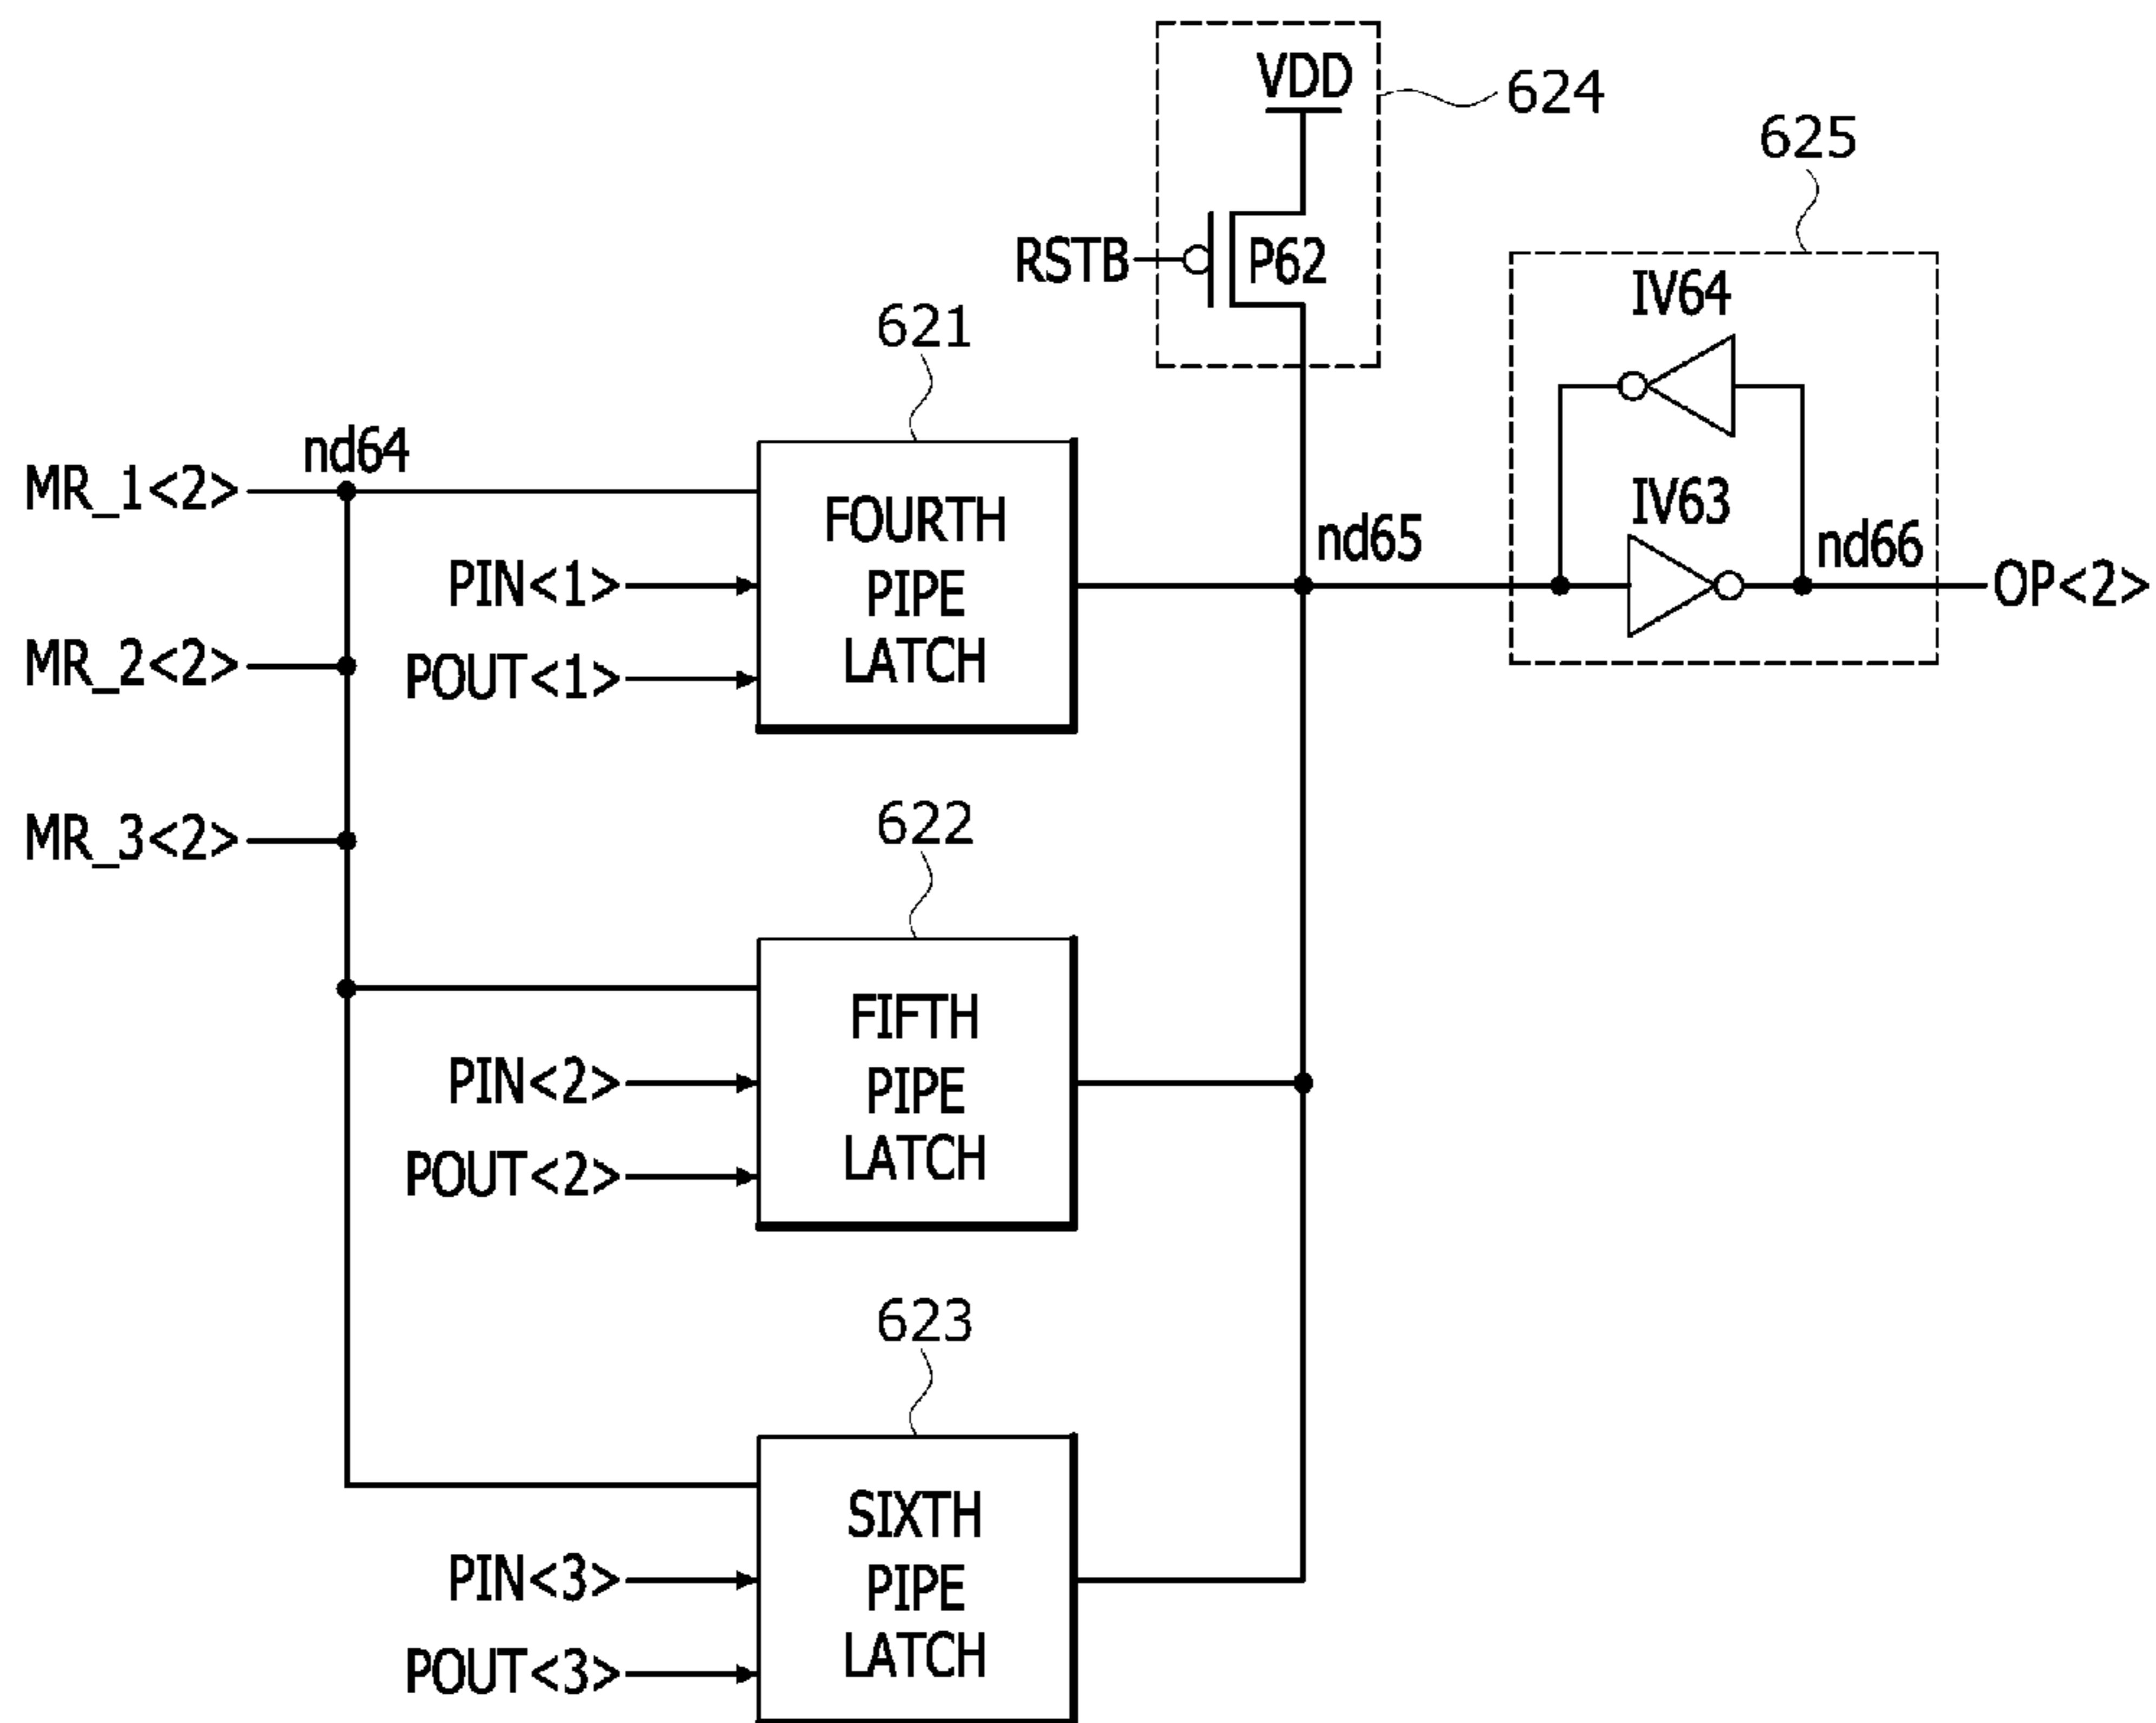 VDD
624
625
RSTB
P62
IV64
621
nd64
MR_1<2>
FOURTH
PIPE
LATCH
PIN<1>
POUT<1>
nd65
IV63
nd66
OP<2>
MR_2<2>
MR_3<2>
622
FIFTH
PIPE
LATCH
PIN<2>
POUT<2>
623
SIXTH
PIPE
LATCH
PIN<3>
POUT<3>